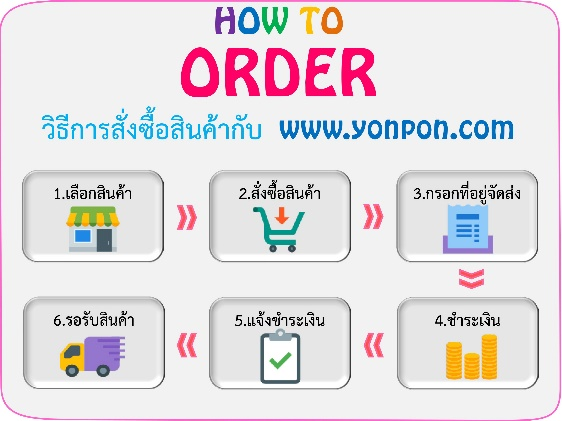 HOW TO
ORDER
วิธีการสั่งซื้อสินค้ากับ www.yonpon.com
1.เลือกสินค้า
2.สั่งซื้อสินค้า
3.กรอกที่อยู่จัดส่ง
4.ชำระเงิน
5.แจ้งชำระเงิน
6.รอรับสินค้า